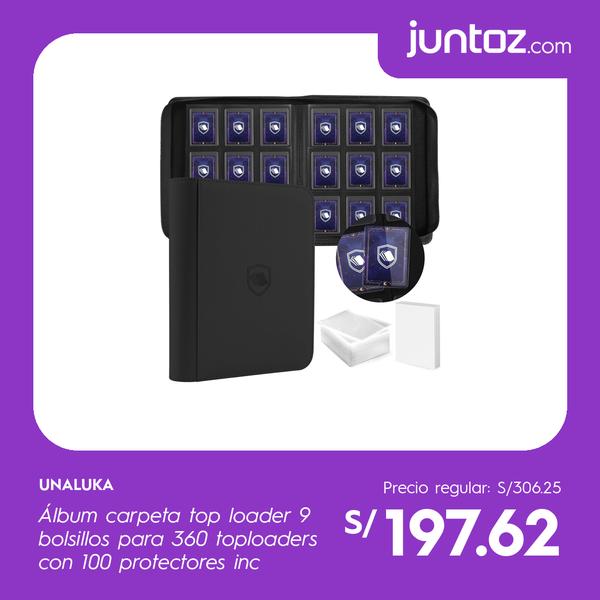 juntoz.com
UNALUKA
Álbum carpeta top loader 9
bolsillos para 360 toploaders
con 100 protectores inc
Precio regular: S/306.25
S/197.62